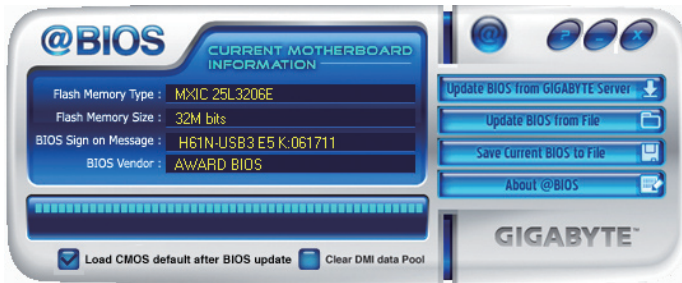 @BIOS
CURRENT MOTHERBOARD
INFORMATION
Flash Memory Type : MXIC 25L3206E
Flash Memory Size : 32M bits
BIOS Sign on Message : H61N-USB3 E5 K:061711
BIOS Vendor : AWARD BIOS
Load CMOS default after BIOS update
Clear DMI data Pool
@
? - X
Update BIOS from GIGABYTE Server
Update BIOS from File
Save Current BIOS to File
About @BIOS
GIGABYTE™